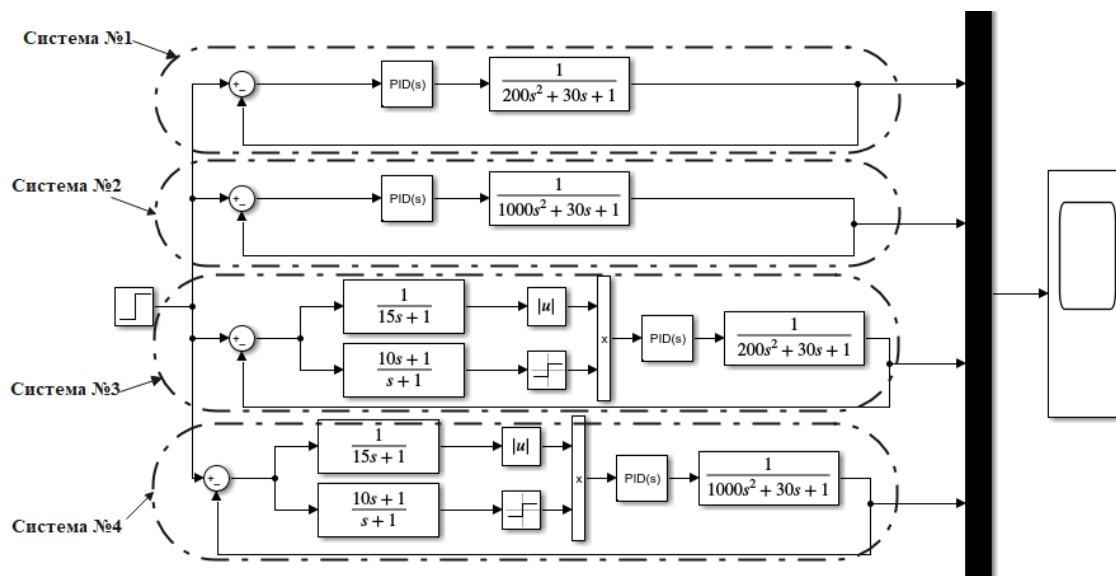 Система №1
+
-
PID(s)
1
200s² + 30s + 1
Система №2
+
-
PID(s)
1
1000s² + 30s + 1
Система №3
+
-
1
15s + 1
|u|
10s + 1
s + 1
x
PID(s)
1
200s² + 30s + 1
Система №4
+
-
1
15s + 1
|u|
10s + 1
s + 1
x
PID(s)
1
1000s² + 30s + 1